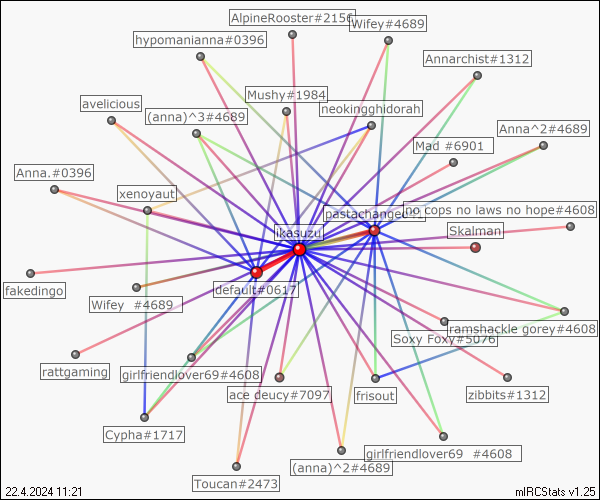 AlpineRooster#2156
Wifey#4689
hypomanianna#0396
Annarchist#1312
Mushy#1984
avelicious
(anna)^3#4689
neokingghidorah
Anna^2#4689
Mad #6901
Anna.#0396
xenoyaut
pastachange
no cops no laws no hope#4608
ikasuzu
Skalman
default#0617
fakedingo
Wifey #4689
ramshackle gorey#4608
Soxy Foxy#5076
rattgaming
girlfriendlover69#4608
ace deucy#7097
frisout
zibbits#1312
Cypha#1717
girlfriendlover69 #4608
(anna)^2#4689
Toucan#2473
22.4.2024 11:21
mIRCStats v1.25